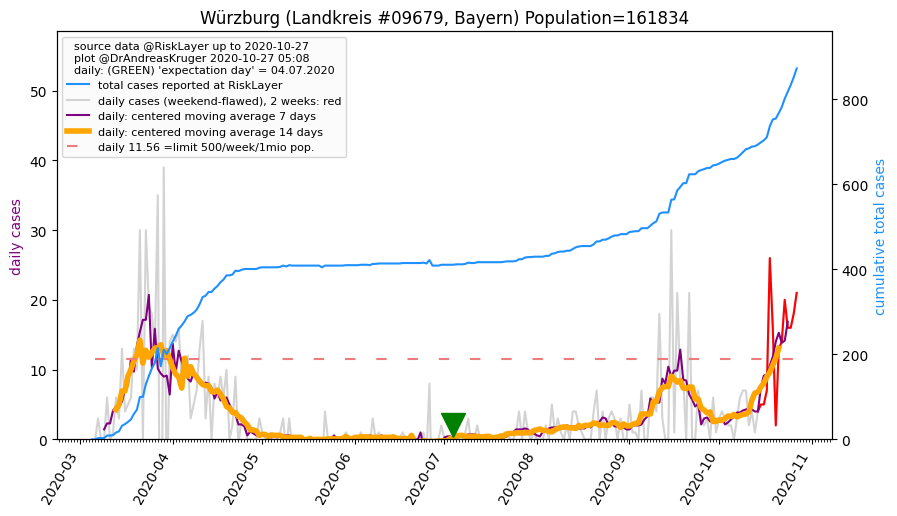 Würzburg (Landkreis #09679, Bayern) Population=161834
source data @RiskLayer up to 2020-10-27
plot @DrAndreasKruger 2020-10-27 05:08
daily: (GREEN) 'expectation day' = 04.07.2020
total cases reported at RiskLayer
daily cases (weekend-flawed), 2 weeks: red
daily: centered moving average 7 days
daily: centered moving average 14 days
daily 11.56 =limit 500/week/1mio pop.
daily cases
50
40
30
20
10
0
cumulative total cases
800
600
400
200
0
2020-03
2020-04
2020-05
2020-06
2020-07
2020-08
2020-09
2020-10
2020-11